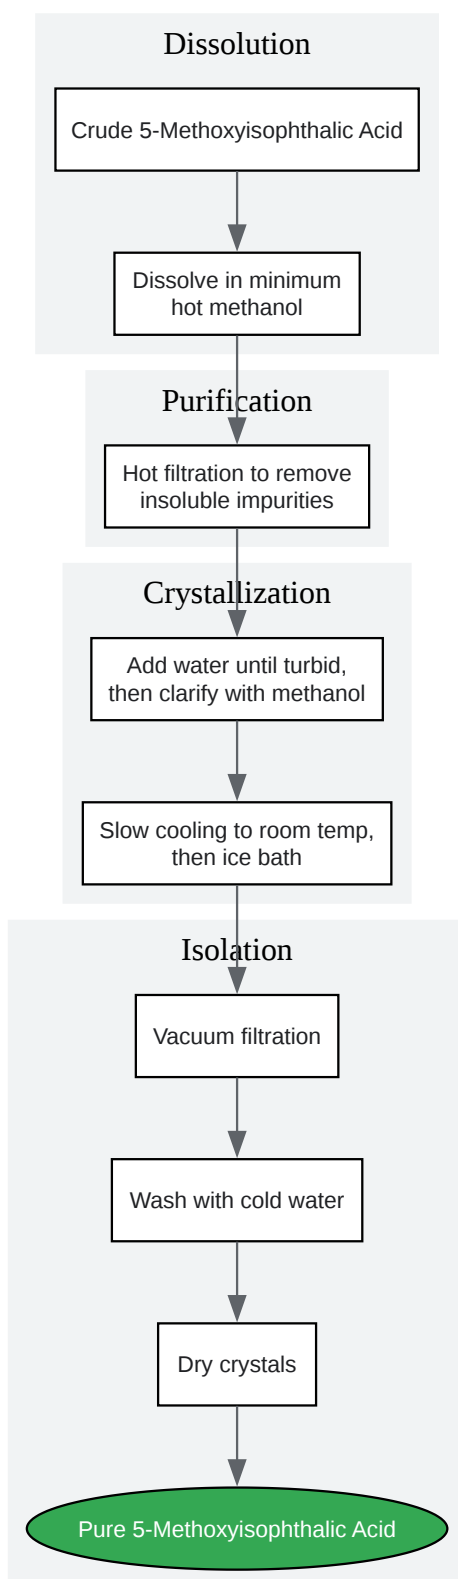 Dissolution
Crude 5-Methoxyisophthalic Acid
Dissolve in minimum
hot methanol
Purification
Hot filtration to remove
insoluble impurities
Crystallization
Add water until turbid,
then clarify with methanol
Slow cooling to room temp,
then ice bath
Isolation
Vacuum filtration
Wash with cold water
Dry crystals
Pure 5-Methoxyisophthalic Acid